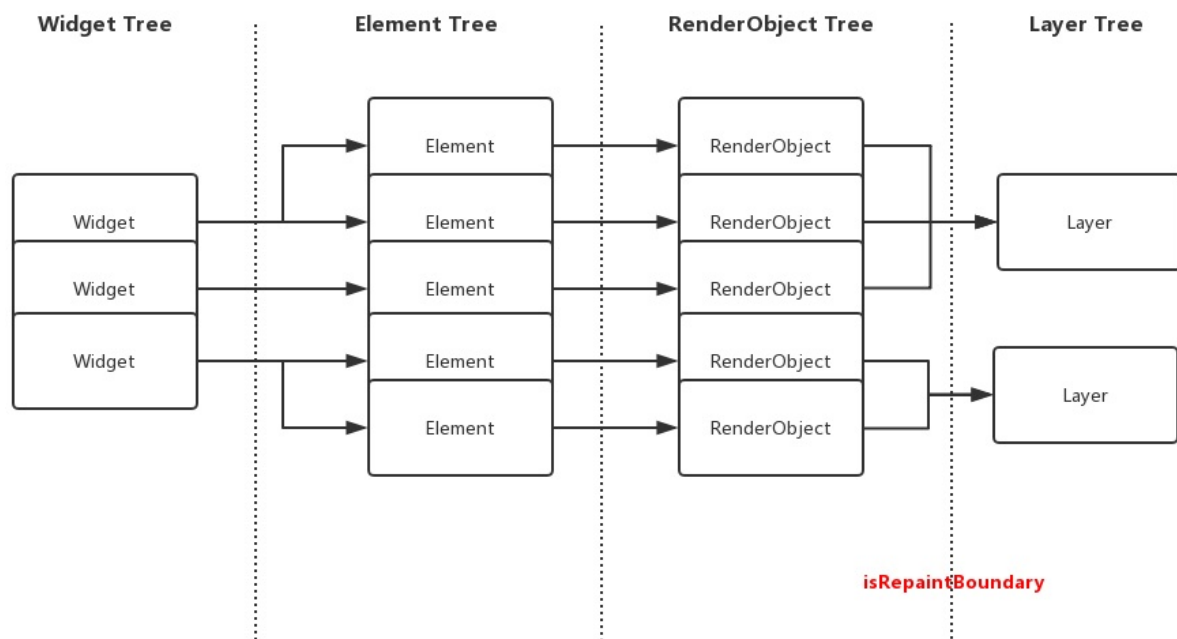 Widget Tree
Element Tree
RenderObject Tree
Layer Tree
Element
RenderObject
Widget
Element
RenderObject
Layer
Widget
Element
RenderObject
Widget
Element
RenderObject
Layer
Element
RenderObject
isRepaintBoundary